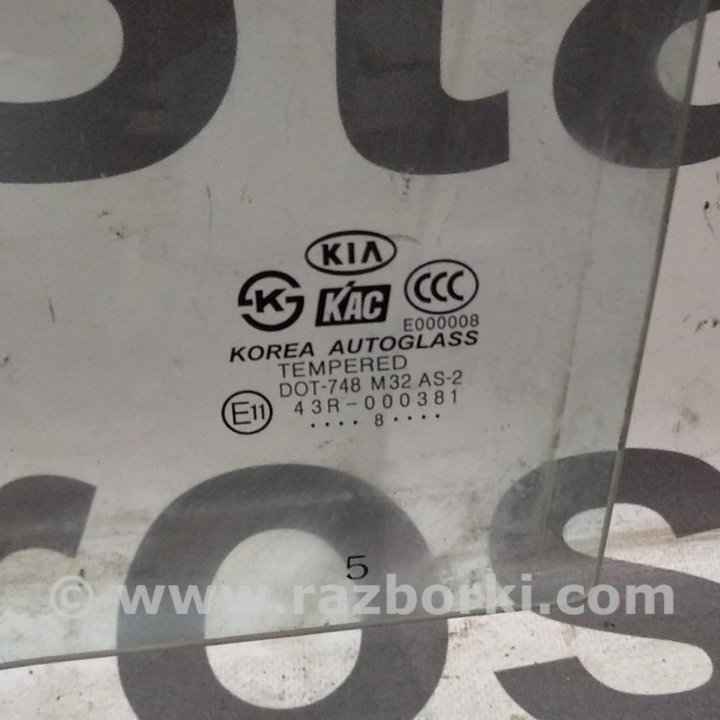 KIA
K KAC CCC
E000008
KOREA AUTOGLASS
TEMPERED
DOT-748 M32 AS-2
E11 43R-000381
.... 8 ....
5
© www.razborki.com
ros